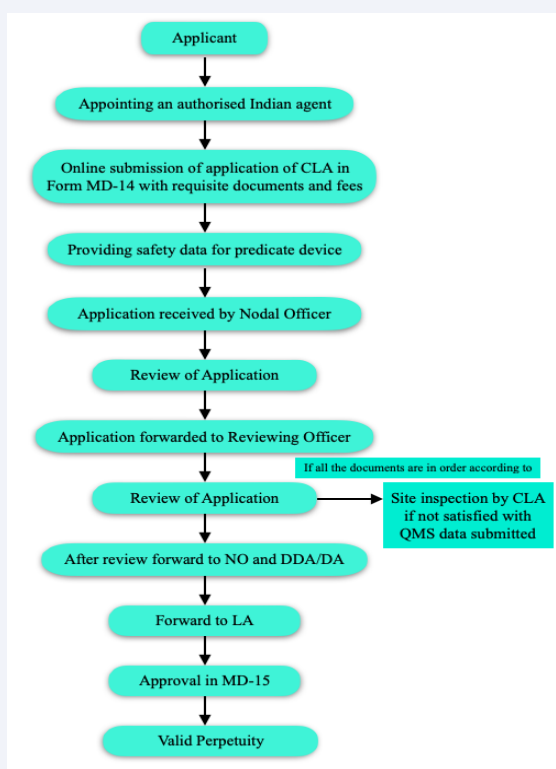 Applicant
Appointing an authorised Indian agent
Online submission of application of CLA in
Form MD-14 with requisite documents and fees
Providing safety data for predicate device
Application received by Nodal Officer
Review of Application
Application forwarded to Reviewing Officer
If all the documents are in order according to
Review of Application
Site inspection by CLA
if not satisfied with
QMS data submitted
After review forward to NO and DDA/DA
Forward to LA
Approval in MD-15
Valid Perpetuity